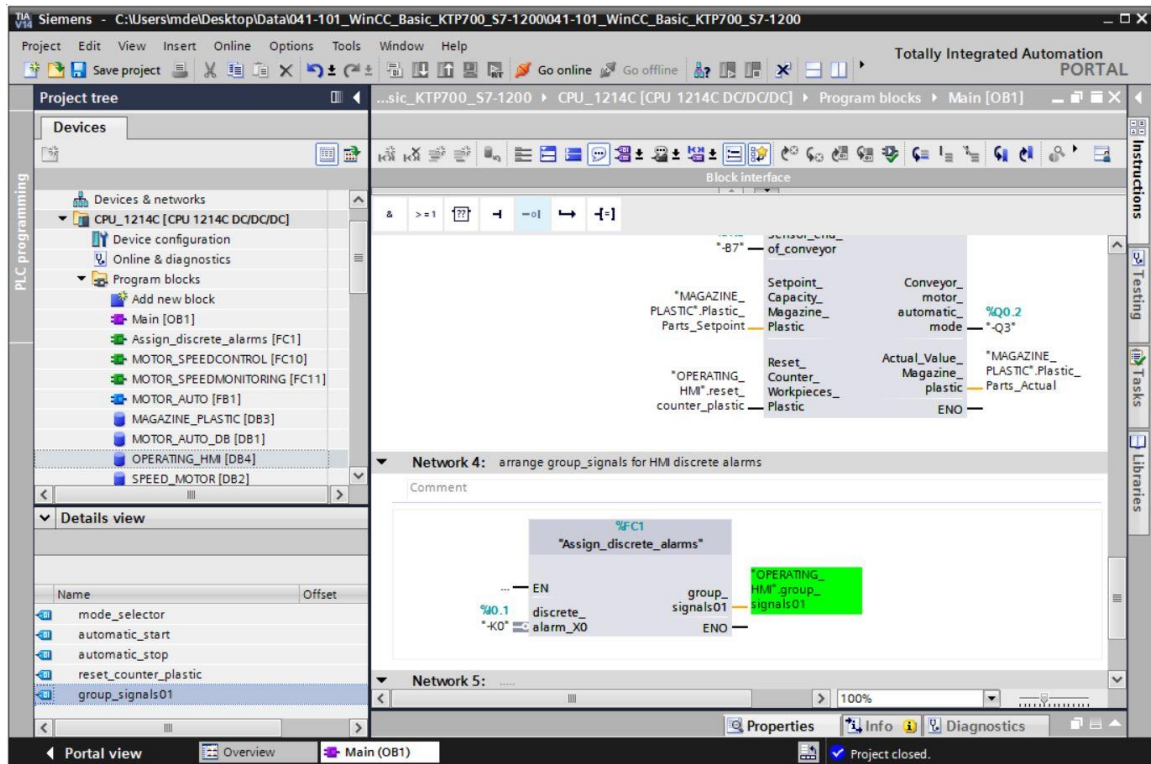 TIA V14 Siemens - C:\Users\mde\Desktop\Data\041-101_WinCC_Basic_KTP700_S7-1200\041-101_WinCC_Basic_KTP700_S7-1200
Project Edit View Insert Online Options Tools Window Help
Totally Integrated Automation
PORTAL
Save project
Go online
Go offline
Project tree
...sic_KTP700_S7-1200 ▸ CPU_1214C [CPU 1214C DC/DC/DC] ▸ Program blocks ▸ Main [OB1]
Devices
Block interface
PLC programming
Devices & networks
CPU_1214C [CPU 1214C DC/DC/DC]
Device configuration
Online & diagnostics
Program blocks
Add new block
Main [OB1]
Assign_discrete_alarms [FC1]
MOTOR_SPEEDCONTROL [FC10]
MOTOR_SPEEDMONITORING [FC11]
MOTOR_AUTO [FB1]
MAGAZINE_PLASTIC [DB3]
MOTOR_AUTO_DB [DB1]
OPERATING_HMI [DB4]
SPEED_MOTOR [DB2]
Details view
Name Offset
mode_selector
automatic_start
automatic_stop
reset_counter_plastic
group_signals01
& >=1 ??
"-B7"
of_conveyor
"MAGAZINE_
PLASTIC".Plastic_
Parts_Setpoint
Setpoint_
Capacity_
Magazine_
Plastic
Conveyor_
motor_
automatic_
mode
%Q0.2
"-Q3"
"OPERATING_
HMI".reset_
counter_plastic
Reset_
Counter_
Workpieces_
Plastic
Actual_Value_
Magazine_
plastic
"MAGAZINE_
PLASTIC".Plastic_
Parts_Actual
ENO
Network 4: arrange group_signals for HMI discrete alarms
Comment
%FC1
"Assign_discrete_alarms"
... EN
%I0.1
"-K0"
discrete_
alarm_X0
group_
signals01
"OPERATING_
HMI".group_
signals01
ENO
Network 5: .....
100%
Properties
Info
Diagnostics
Instructions
Testing
Tasks
Libraries
Portal view
Overview
Main (OB1)
Project closed.